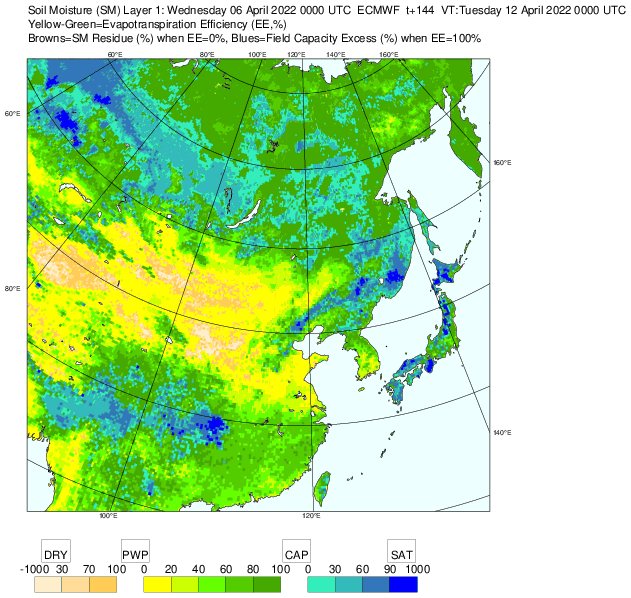 Soil Moisture (SM) Layer 1: Wednesday 06 April 2022 0000 UTC ECMWF t+144 VT:Tuesday 12 April 2022 0000 UTC
Yellow-Green=Evapotranspiration Efficiency (EE,%)
Browns=SM Residue (%) when EE=0%, Blues=Field Capacity Excess (%) when EE=100%
60°E 80°E 100°E 120°E 140°E 160°E
60°E
160°E
80°E
140°E
100°E 120°E
DRY PWP CAP SAT
-1000 30 70 100 0 20 40 60 80 100 0 30 60 90 1000